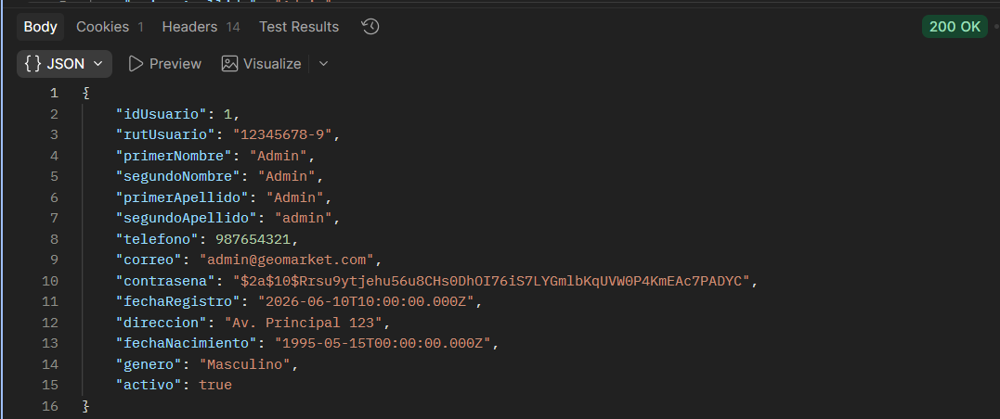 Body Cookies 1 Headers 14 Test Results 200 OK
{} JSON Preview Visualize
1 {
2 "idUsuario": 1,
3 "rutUsuario": "12345678-9",
4 "primerNombre": "Admin",
5 "segundoNombre": "Admin",
6 "primerApellido": "Admin",
7 "segundoApellido": "admin",
8 "telefono": 987654321,
9 "correo": "admin@geomarket.com",
10 "contrasena": "$2a$10$Rrsu9ytjehu56u8CHs0DhOI76iS7LYGmlbKqUVW0P4KmEAc7PADYC",
11 "fechaRegistro": "2026-06-10T10:00:00.000Z",
12 "direccion": "Av. Principal 123",
13 "fechaNacimiento": "1995-05-15T00:00:00.000Z",
14 "genero": "Masculino",
15 "activo": true
16 }